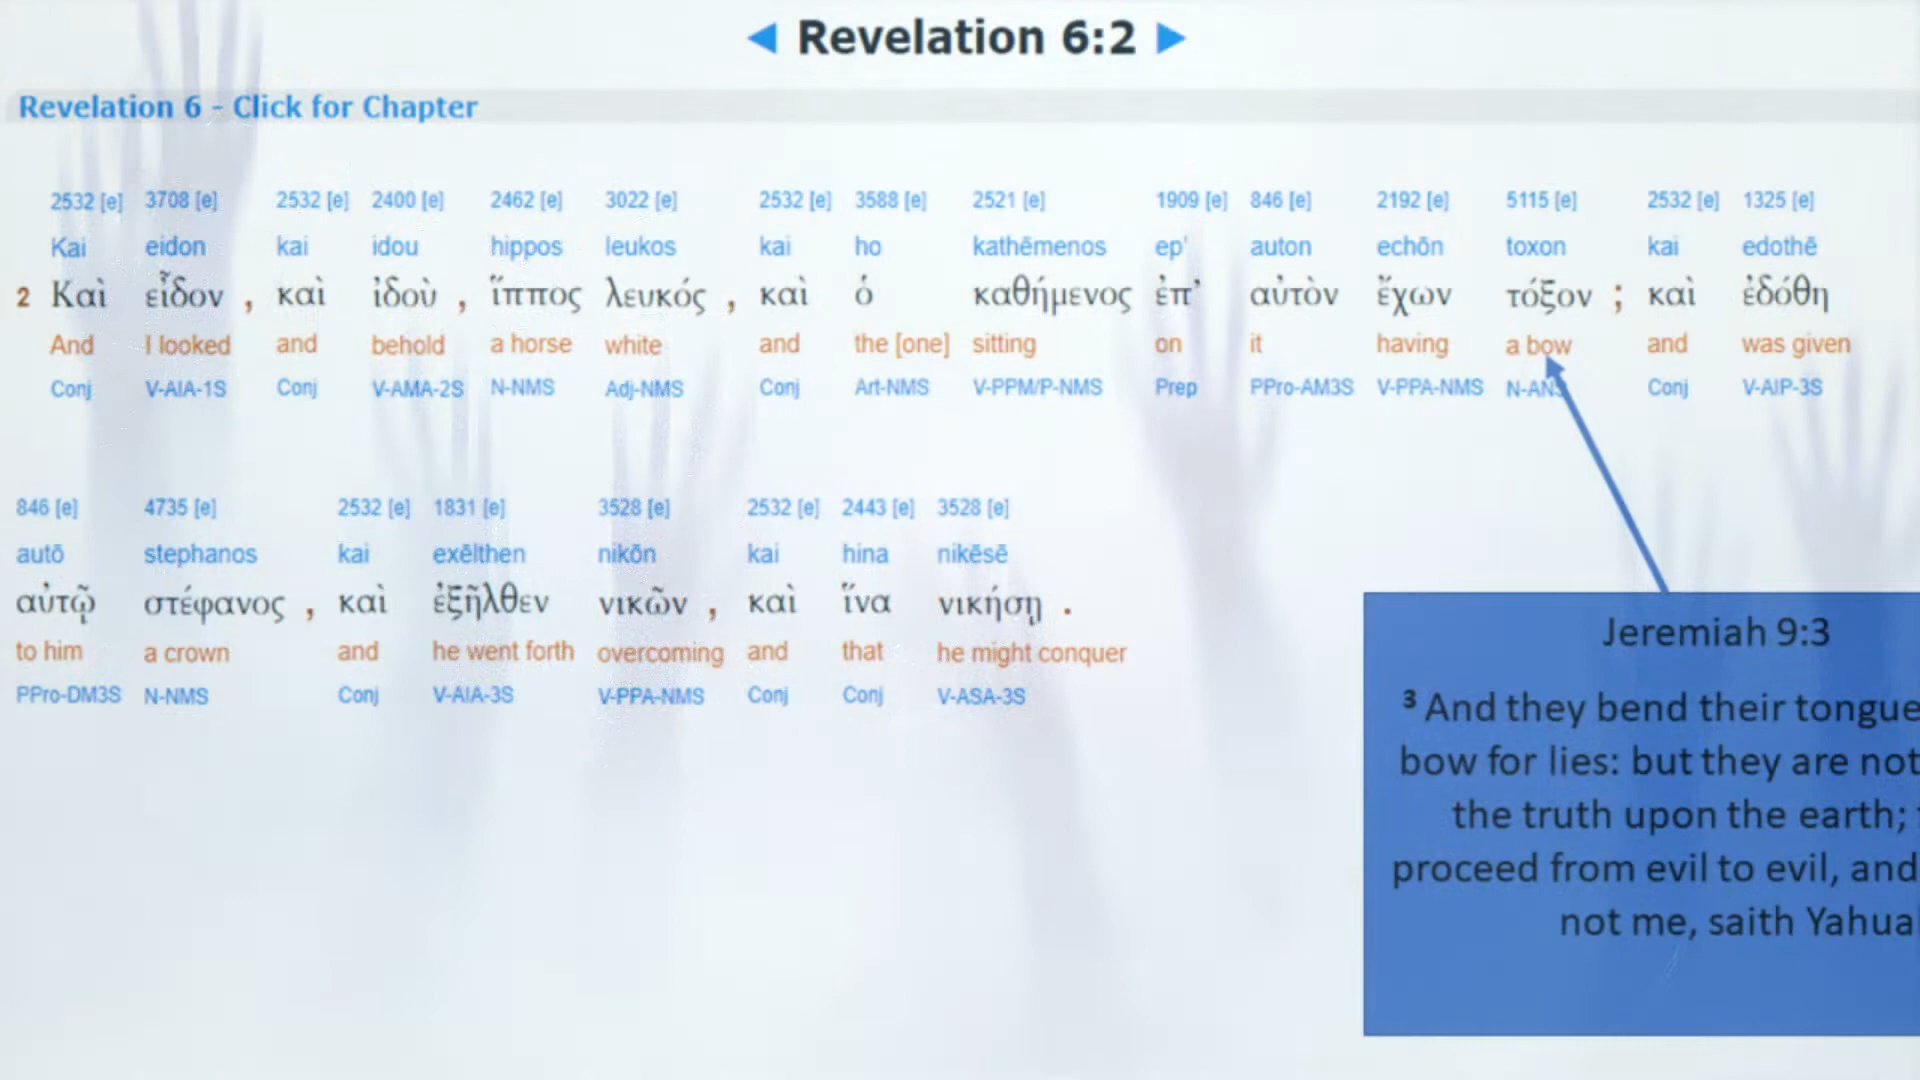 ◀ Revelation 6:2 ▶
Revelation 6 - Click for Chapter
2532 [e] 3708 [e] 2532 [e] 2400 [e] 2462 [e] 3022 [e] 2532 [e] 3588 [e] 2521 [e] 1909 [e] 846 [e] 2192 [e] 5115 [e] 2532 [e] 1325 [e]
Kai eidon kai idou hippos leukos kai ho kathēmenos ep' auton echōn toxon kai edothē
2 Καὶ εἶδον , καὶ ἰδοὺ , ἵππος λευκός , καὶ ὁ καθήμενος ἐπ’ αὐτὸν ἔχων τόξον ; καὶ ἐδόθη
And I looked and behold a horse white and the [one] sitting on it having a bow and was given
Conj V-AIA-1S Conj V-AMA-2S N-NMS Adj-NMS Conj Art-NMS V-PPM/P-NMS Prep PPro-AM3S V-PPA-NMS N-ANS Conj V-AIP-3S
846 [e] 4735 [e] 2532 [e] 1831 [e] 3528 [e] 2532 [e] 2443 [e] 3528 [e]
autō stephanos kai exēlthen nikōn kai hina nikēsē
αὐτῷ στέφανος , καὶ ἐξῆλθεν νικῶν , καὶ ἵνα νικήσῃ .
to him a crown and he went forth overcoming and that he might conquer
PPro-DM3S N-NMS Conj V-AIA-3S V-PPA-NMS Conj Conj V-ASA-3S
Jeremiah 9:3
3 And they bend their tongue
bow for lies: but they are not
the truth upon the earth;
proceed from evil to evil, and
not me, saith Yahua